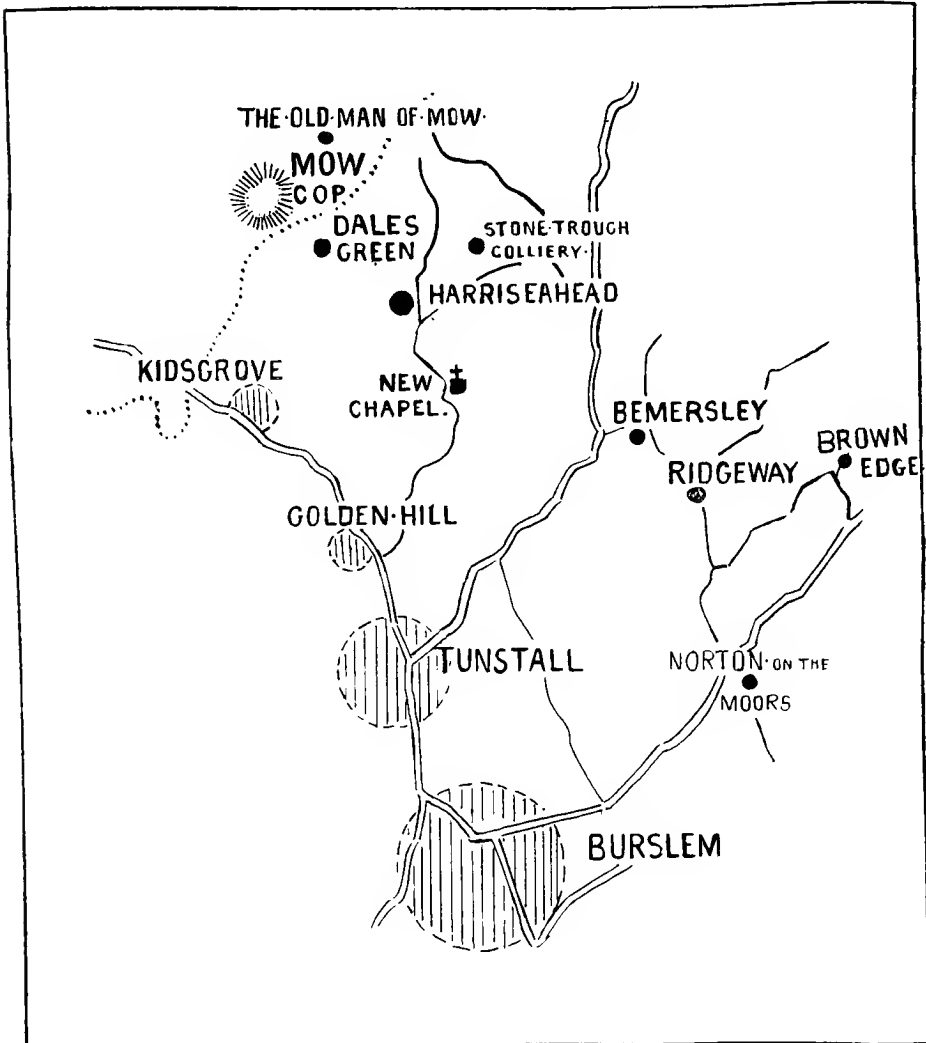 THE·OLD·MAN OF·MOW·
MOW
COP
DALES
GREEN
STONE·TROUGH
COLLIERY·
HARRISEAHEAD
KIDSGROVE
NEW
CHAPEL.
BEMERSLEY
BROWN
EDGE
RIDGEWAY
GOLDEN·HILL
TUNSTALL
NORTON·ON THE
MOORS
BURSLEM